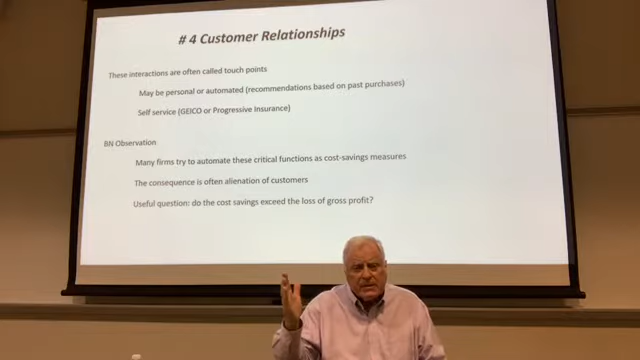 # 4 Customer Relationships
These interactions are often called touch points
May be personal or automated (recommendations based on past purchases)
Self service (GEICO or Progressive Insurance)
BN Observation
Many firms try to automate these critical functions as cost-savings measures
The consequence is often alienation of customers
Useful question: do the cost savings exceed the loss of gross profit?